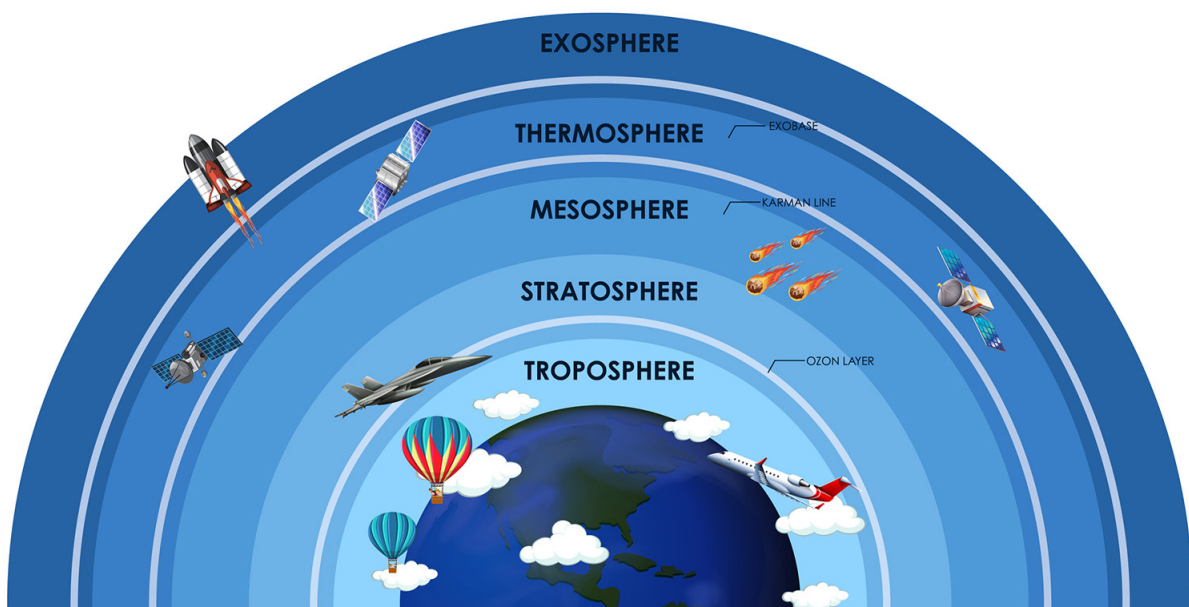 EXOSPHERE
THERMOSPHERE
EXOBASE
MESOSPHERE
KARMAN LINE
STRATOSPHERE
TROPOSPHERE
OZON LAYER